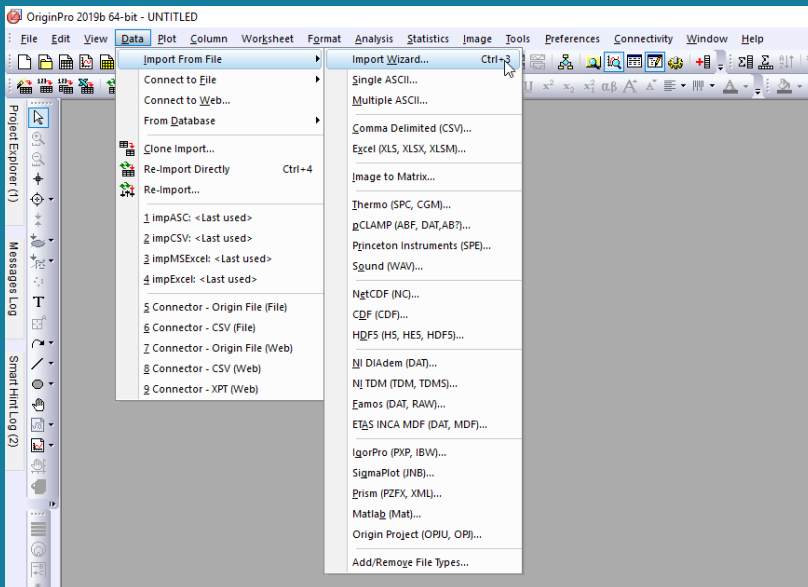 OriginPro 2019b 64-bit - UNTITLED
File Edit View Data Plot Column Worksheet Format Analysis Statistics Image Tools Preferences Connectivity Window Help
Import From File
Connect to File
Connect to Web...
From Database
Clone Import...
Re-Import Directly Ctrl+4
Re-Import...
1 impASC: <Last used>
2 impCSV: <Last used>
3 impMSExcel: <Last used>
4 impExcel: <Last used>
5 Connector - Origin File (File)
6 Connector - CSV (File)
7 Connector - Origin File (Web)
8 Connector - CSV (Web)
9 Connector - XPT (Web)
Import Wizard... Ctrl+3
Single ASCII...
Multiple ASCII...
Comma Delimited (CSV)...
Excel (XLS, XLSX, XLSM)...
Image to Matrix...
Thermo (SPC, CGM)...
pCLAMP (ABF, DAT,AB?)...
Princeton Instruments (SPE)...
Sound (WAV)...
NetCDF (NC)...
CDF (CDF)...
HDF5 (H5, HE5, HDF5)...
NI DIAdem (DAT)...
NI TDM (TDM, TDMS)...
Famos (DAT, RAW)...
ETAS INCA MDF (DAT, MDF)...
IgorPro (PXP, IBW)...
SigmaPlot (JNB)...
Prism (PZFX, XML)...
Matlab (Mat)...
Origin Project (OPJU, OPJ)...
Add/Remove File Types...
Project Explorer (1)
Messages Log
Smart Hint Log (2)
T
U x² x₂ αβ A A A